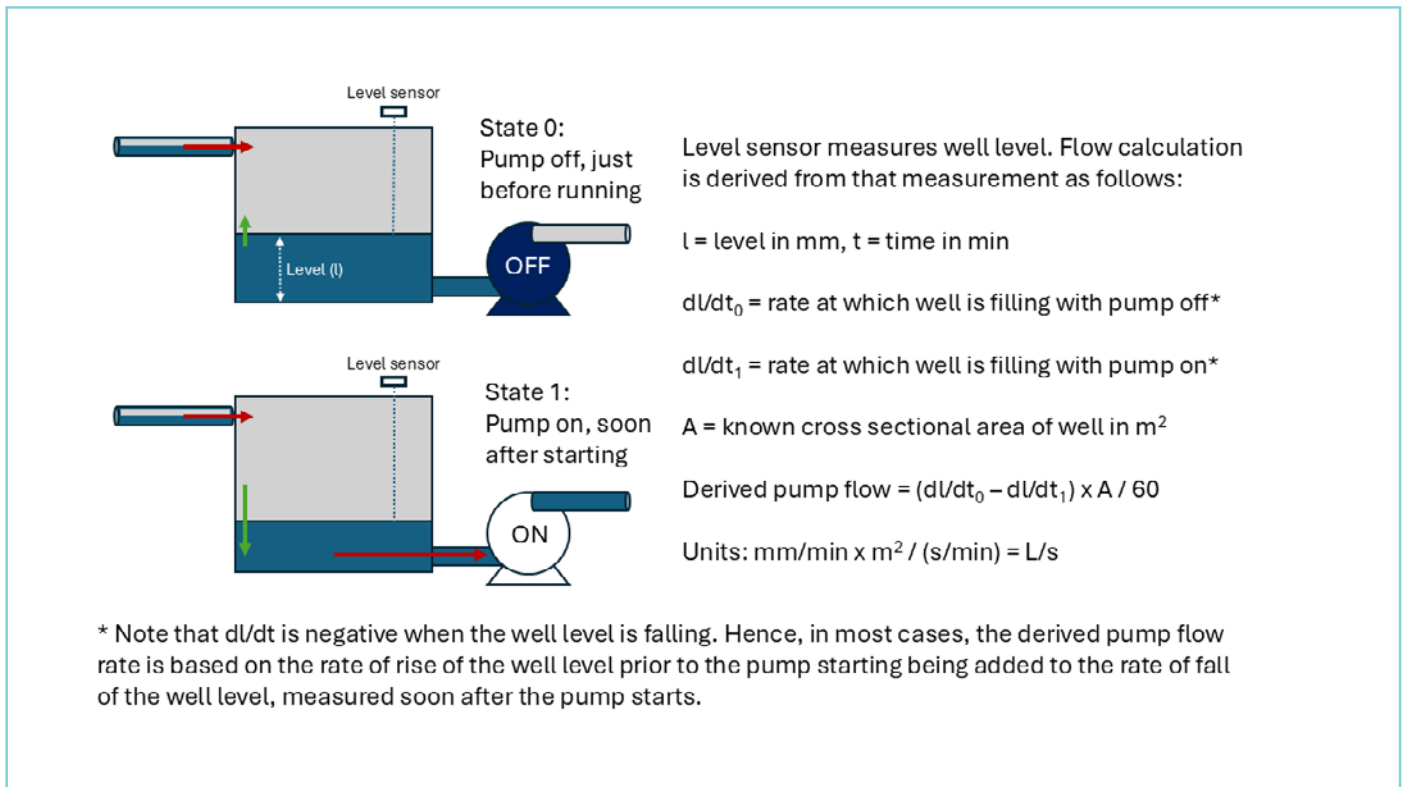 Level sensor
State 0:
Pump off, just
before running
Level (l)
OFF
Level sensor
State 1:
Pump on, soon
after starting
ON
Level sensor measures well level. Flow calculation
is derived from that measurement as follows:
l = level in mm, t = time in min
dl/dt₀ = rate at which well is filling with pump off*
dl/dt₁ = rate at which well is filling with pump on*
A = known cross sectional area of well in m²
Derived pump flow = (dl/dt₀ – dl/dt₁) x A / 60
Units: mm/min x m² / (s/min) = L/s
* Note that dl/dt is negative when the well level is falling. Hence, in most cases, the derived pump flow
rate is based on the rate of rise of the well level prior to the pump starting being added to the rate of fall
of the well level, measured soon after the pump starts.